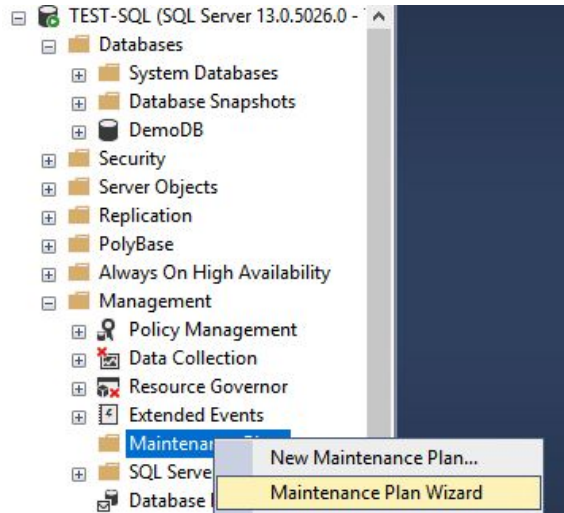 TEST-SQL (SQL Server 13.0.5026.0 -
Databases
System Databases
Database Snapshots
DemoDB
Security
Server Objects
Replication
PolyBase
Always On High Availability
Management
Policy Management
Data Collection
Resource Governor
Extended Events
New Maintenance Plan...
SQL
Maintenance Plan Wizard
Database